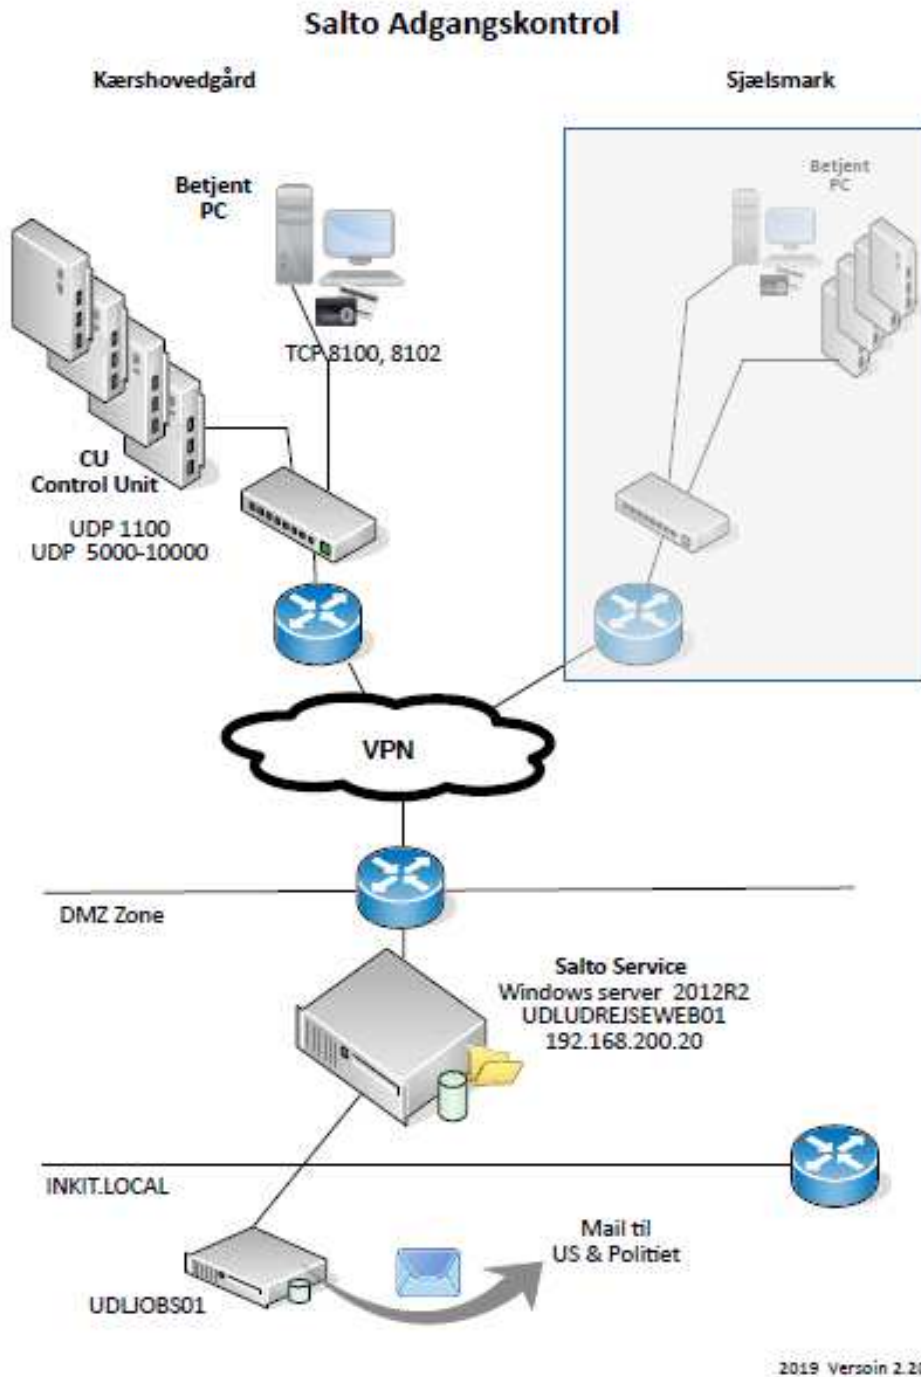 Salto Adgangskontrol
Kærshovedgård
Sjælsmark
Betjent
PC
Betjent
PC
TCP 8100, 8102
CU
Control Unit
UDP 1100
UDP 5000-10000
VPN
DMZ Zone
Salto Service
Windows server 2012R2
UDLUDREJSEWEB01
192.168.200.20
INKIT.LOCAL
Mail til
US & Politiet
UDLJOBS01
2019 Versoin 2.20